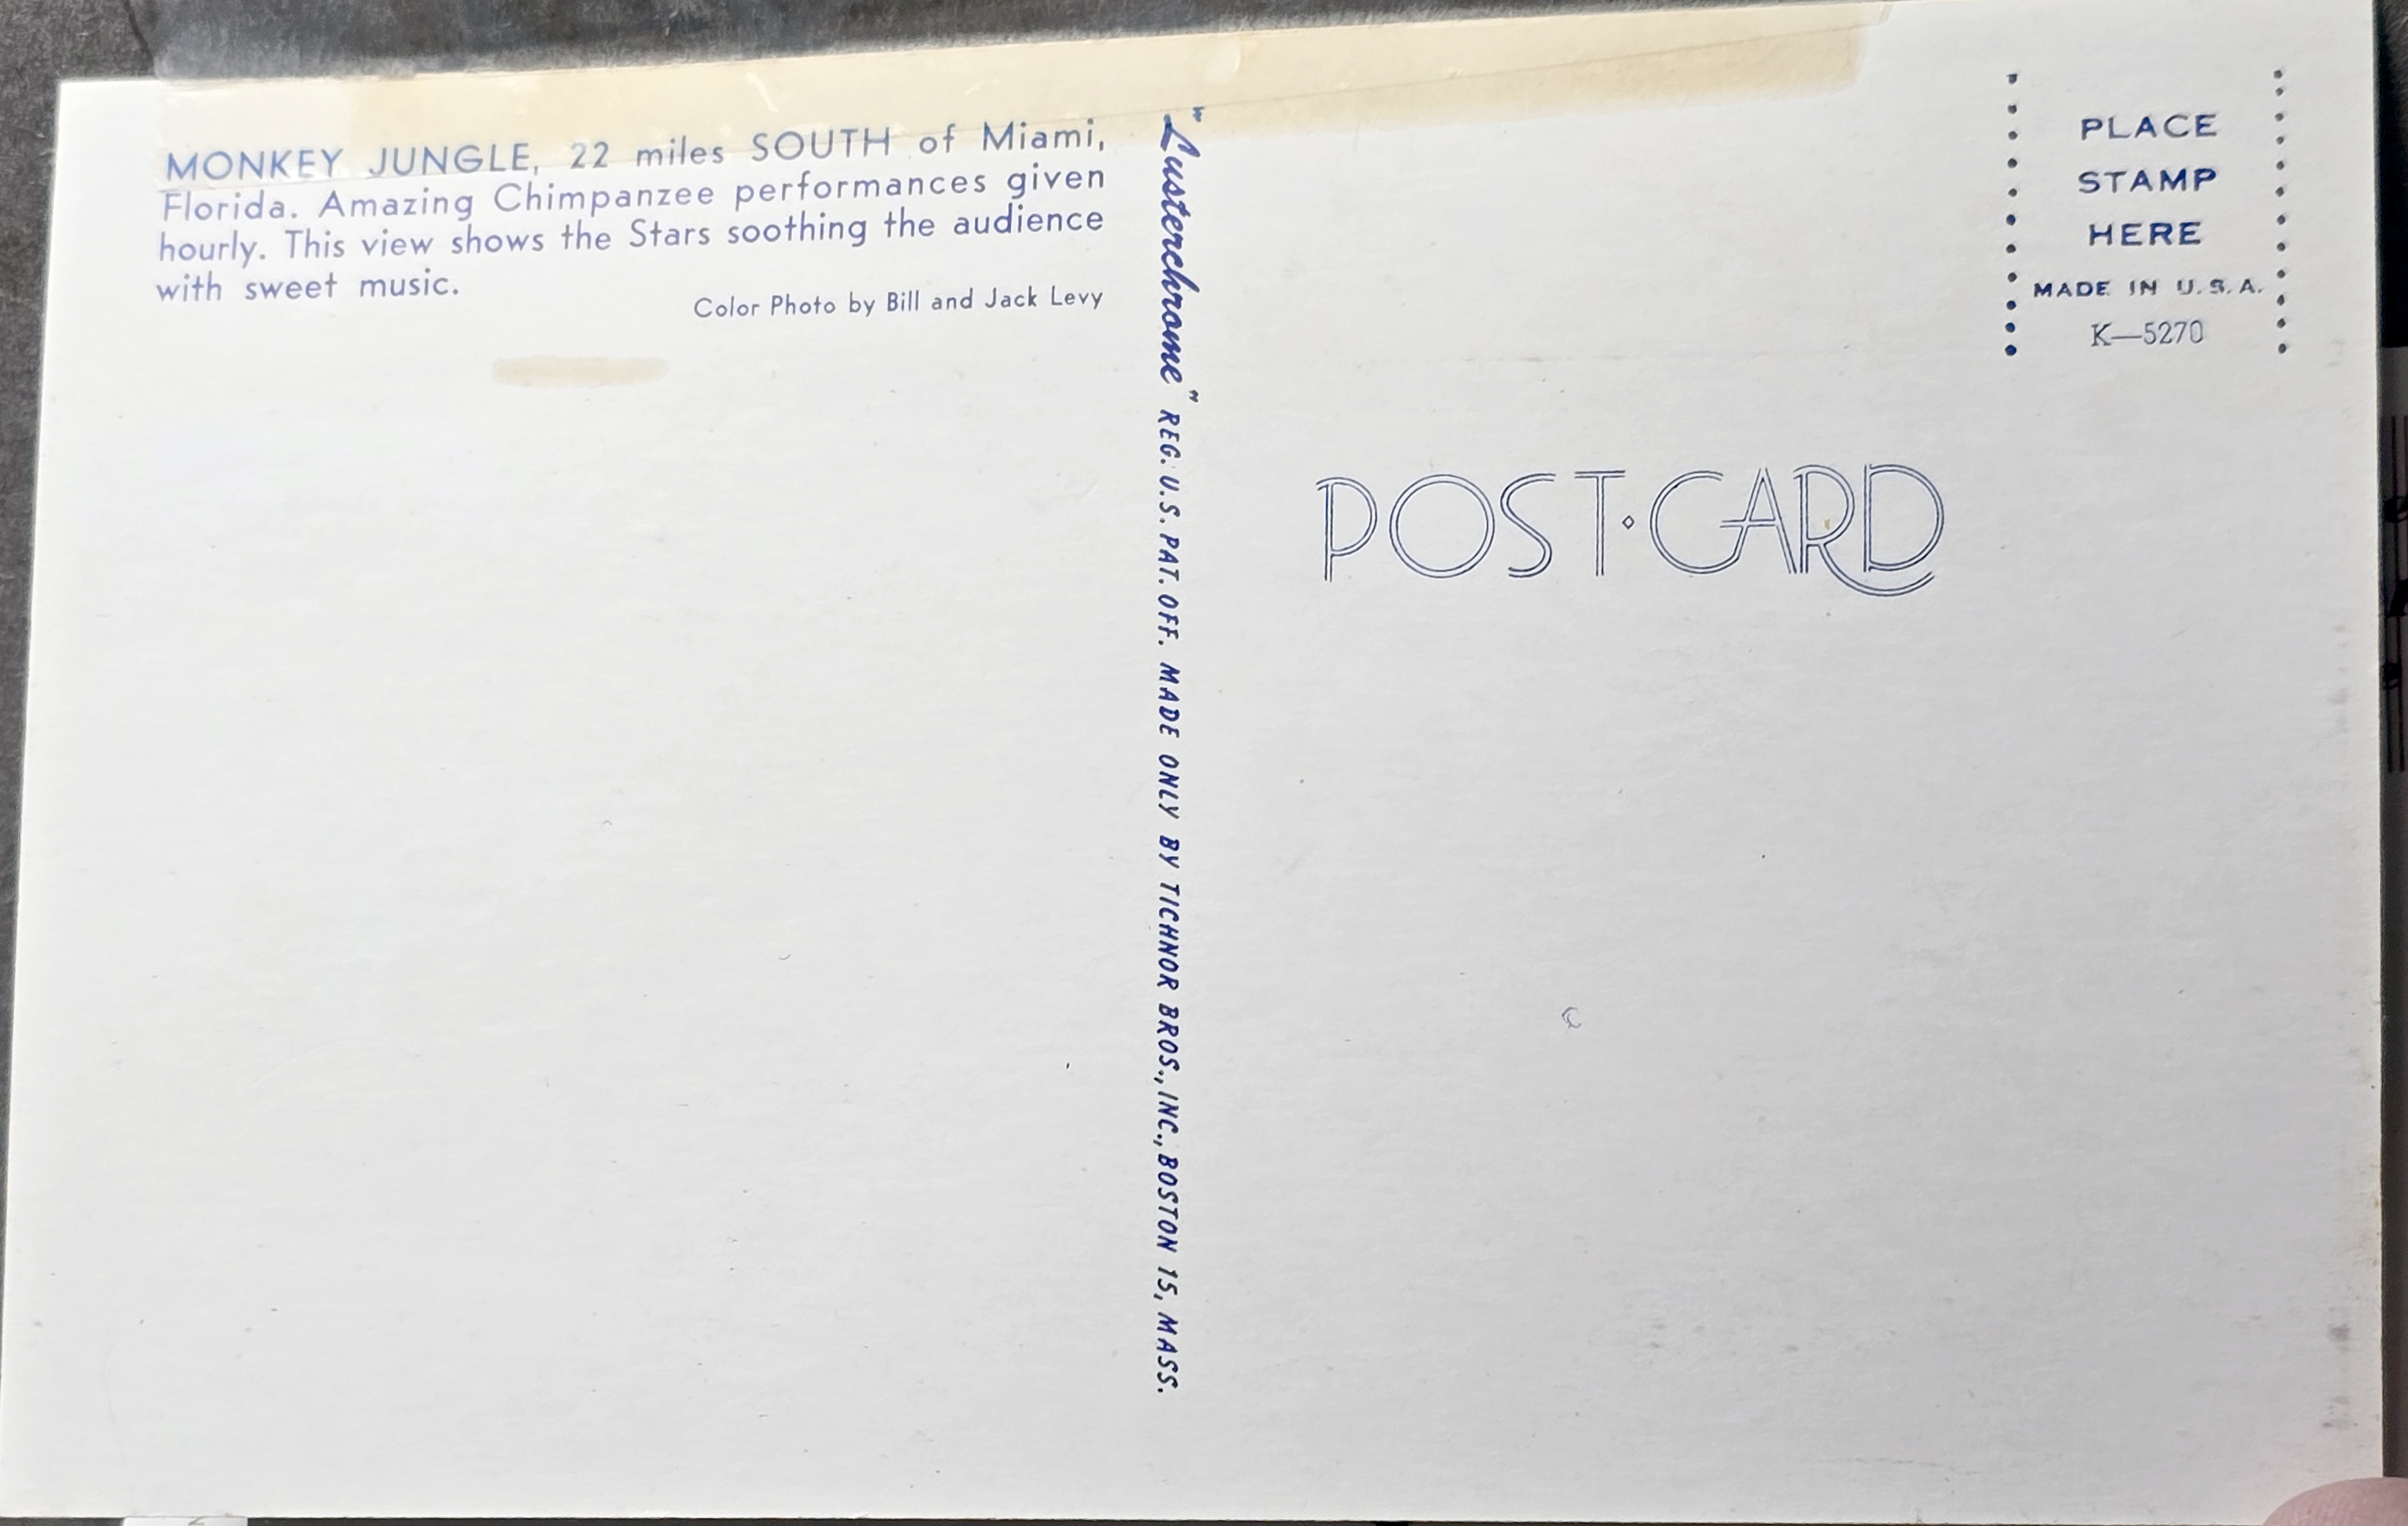 MONKEY JUNGLE, 22 miles SOUTH of Miami,
Florida. Amazing Chimpanzee performances given
hourly. This view shows the Stars soothing the audience
with sweet music.
Color Photo by Bill and Jack Levy
"Lusterchrome" REG. U.S. PAT. OFF. MADE ONLY BY TICHNOR BROS., INC., BOSTON 15, MASS.
PLACE
STAMP
HERE
MADE IN U.S.A.
K—5270
POST·CARD